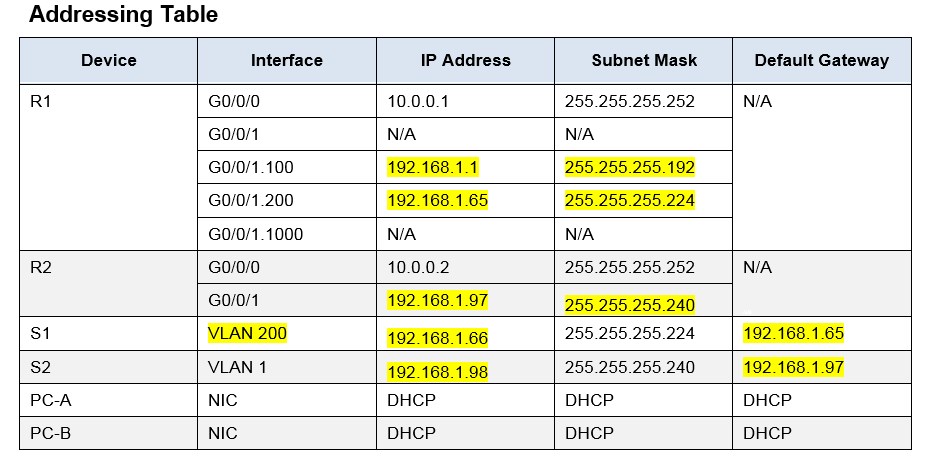 Addressing Table
Device Interface IP Address Subnet Mask Default Gateway
R1 G0/0/0 10.0.0.1 255.255.255.252 N/A
G0/0/1 N/A N/A
G0/0/1.100 192.168.1.1 255.255.255.192
G0/0/1.200 192.168.1.65 255.255.255.224
G0/0/1.1000 N/A N/A
R2 G0/0/0 10.0.0.2 255.255.255.252 N/A
G0/0/1 192.168.1.97 255.255.255.240
S1 VLAN 200 192.168.1.66 255.255.255.224 192.168.1.65
S2 VLAN 1 192.168.1.98 255.255.255.240 192.168.1.97
PC-A NIC DHCP DHCP DHCP
PC-B NIC DHCP DHCP DHCP